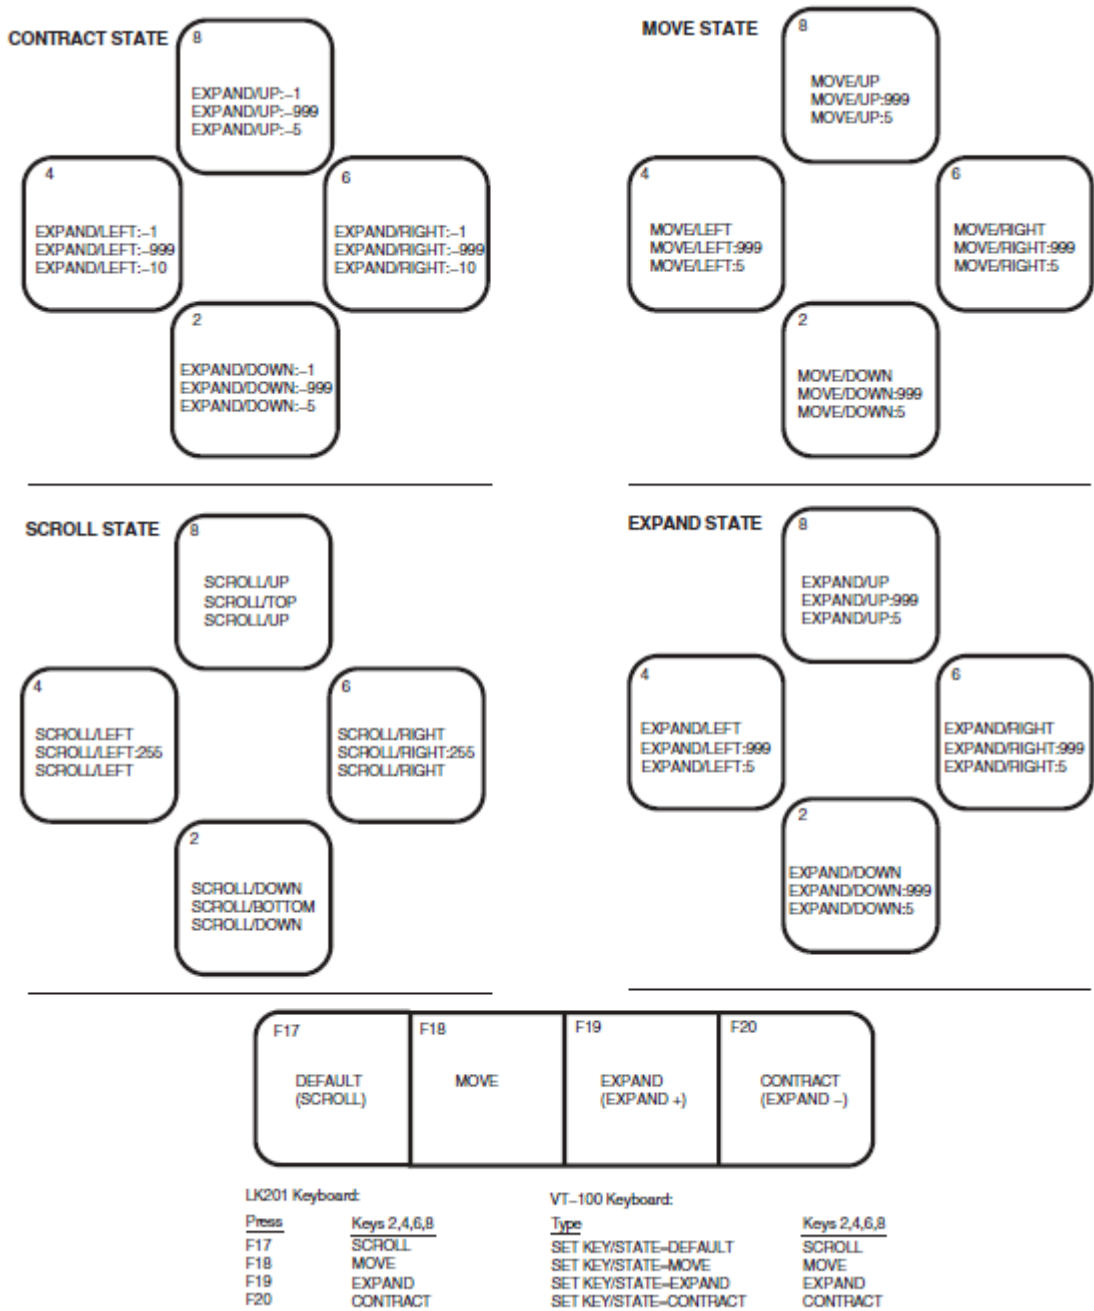 CONTRACT STATE
8
EXPAND/UP:–1
EXPAND/UP:–999
EXPAND/UP:–5
4
EXPAND/LEFT:–1
EXPAND/LEFT:–999
EXPAND/LEFT:–10
6
EXPAND/RIGHT:–1
EXPAND/RIGHT:–999
EXPAND/RIGHT:–10
2
EXPAND/DOWN:–1
EXPAND/DOWN:–999
EXPAND/DOWN:–5
MOVE STATE
8
MOVE/UP
MOVE/UP:999
MOVE/UP:5
4
MOVE/LEFT
MOVE/LEFT:999
MOVE/LEFT:5
6
MOVE/RIGHT
MOVE/RIGHT:999
MOVE/RIGHT:5
2
MOVE/DOWN
MOVE/DOWN:999
MOVE/DOWN:5
SCROLL STATE
8
SCROLL/UP
SCROLL/TOP
SCROLL/UP
4
SCROLL/LEFT
SCROLL/LEFT:255
SCROLL/LEFT
6
SCROLL/RIGHT
SCROLL/RIGHT:255
SCROLL/RIGHT
2
SCROLL/DOWN
SCROLL/BOTTOM
SCROLL/DOWN
EXPAND STATE
8
EXPAND/UP
EXPAND/UP:999
EXPAND/UP:5
4
EXPAND/LEFT
EXPAND/LEFT:999
EXPAND/LEFT:5
6
EXPAND/RIGHT
EXPAND/RIGHT:999
EXPAND/RIGHT:5
2
EXPAND/DOWN
EXPAND/DOWN:999
EXPAND/DOWN:5
F17
DEFAULT
(SCROLL)
F18
MOVE
F19
EXPAND
(EXPAND +)
F20
CONTRACT
(EXPAND –)
LK201 Keyboard:
Press Keys 2,4,6,8
F17 SCROLL
F18 MOVE
F19 EXPAND
F20 CONTRACT
VT–100 Keyboard:
Type Keys 2,4,6,8
SET KEY/STATE=DEFAULT SCROLL
SET KEY/STATE=MOVE MOVE
SET KEY/STATE=EXPAND EXPAND
SET KEY/STATE=CONTRACT CONTRACT